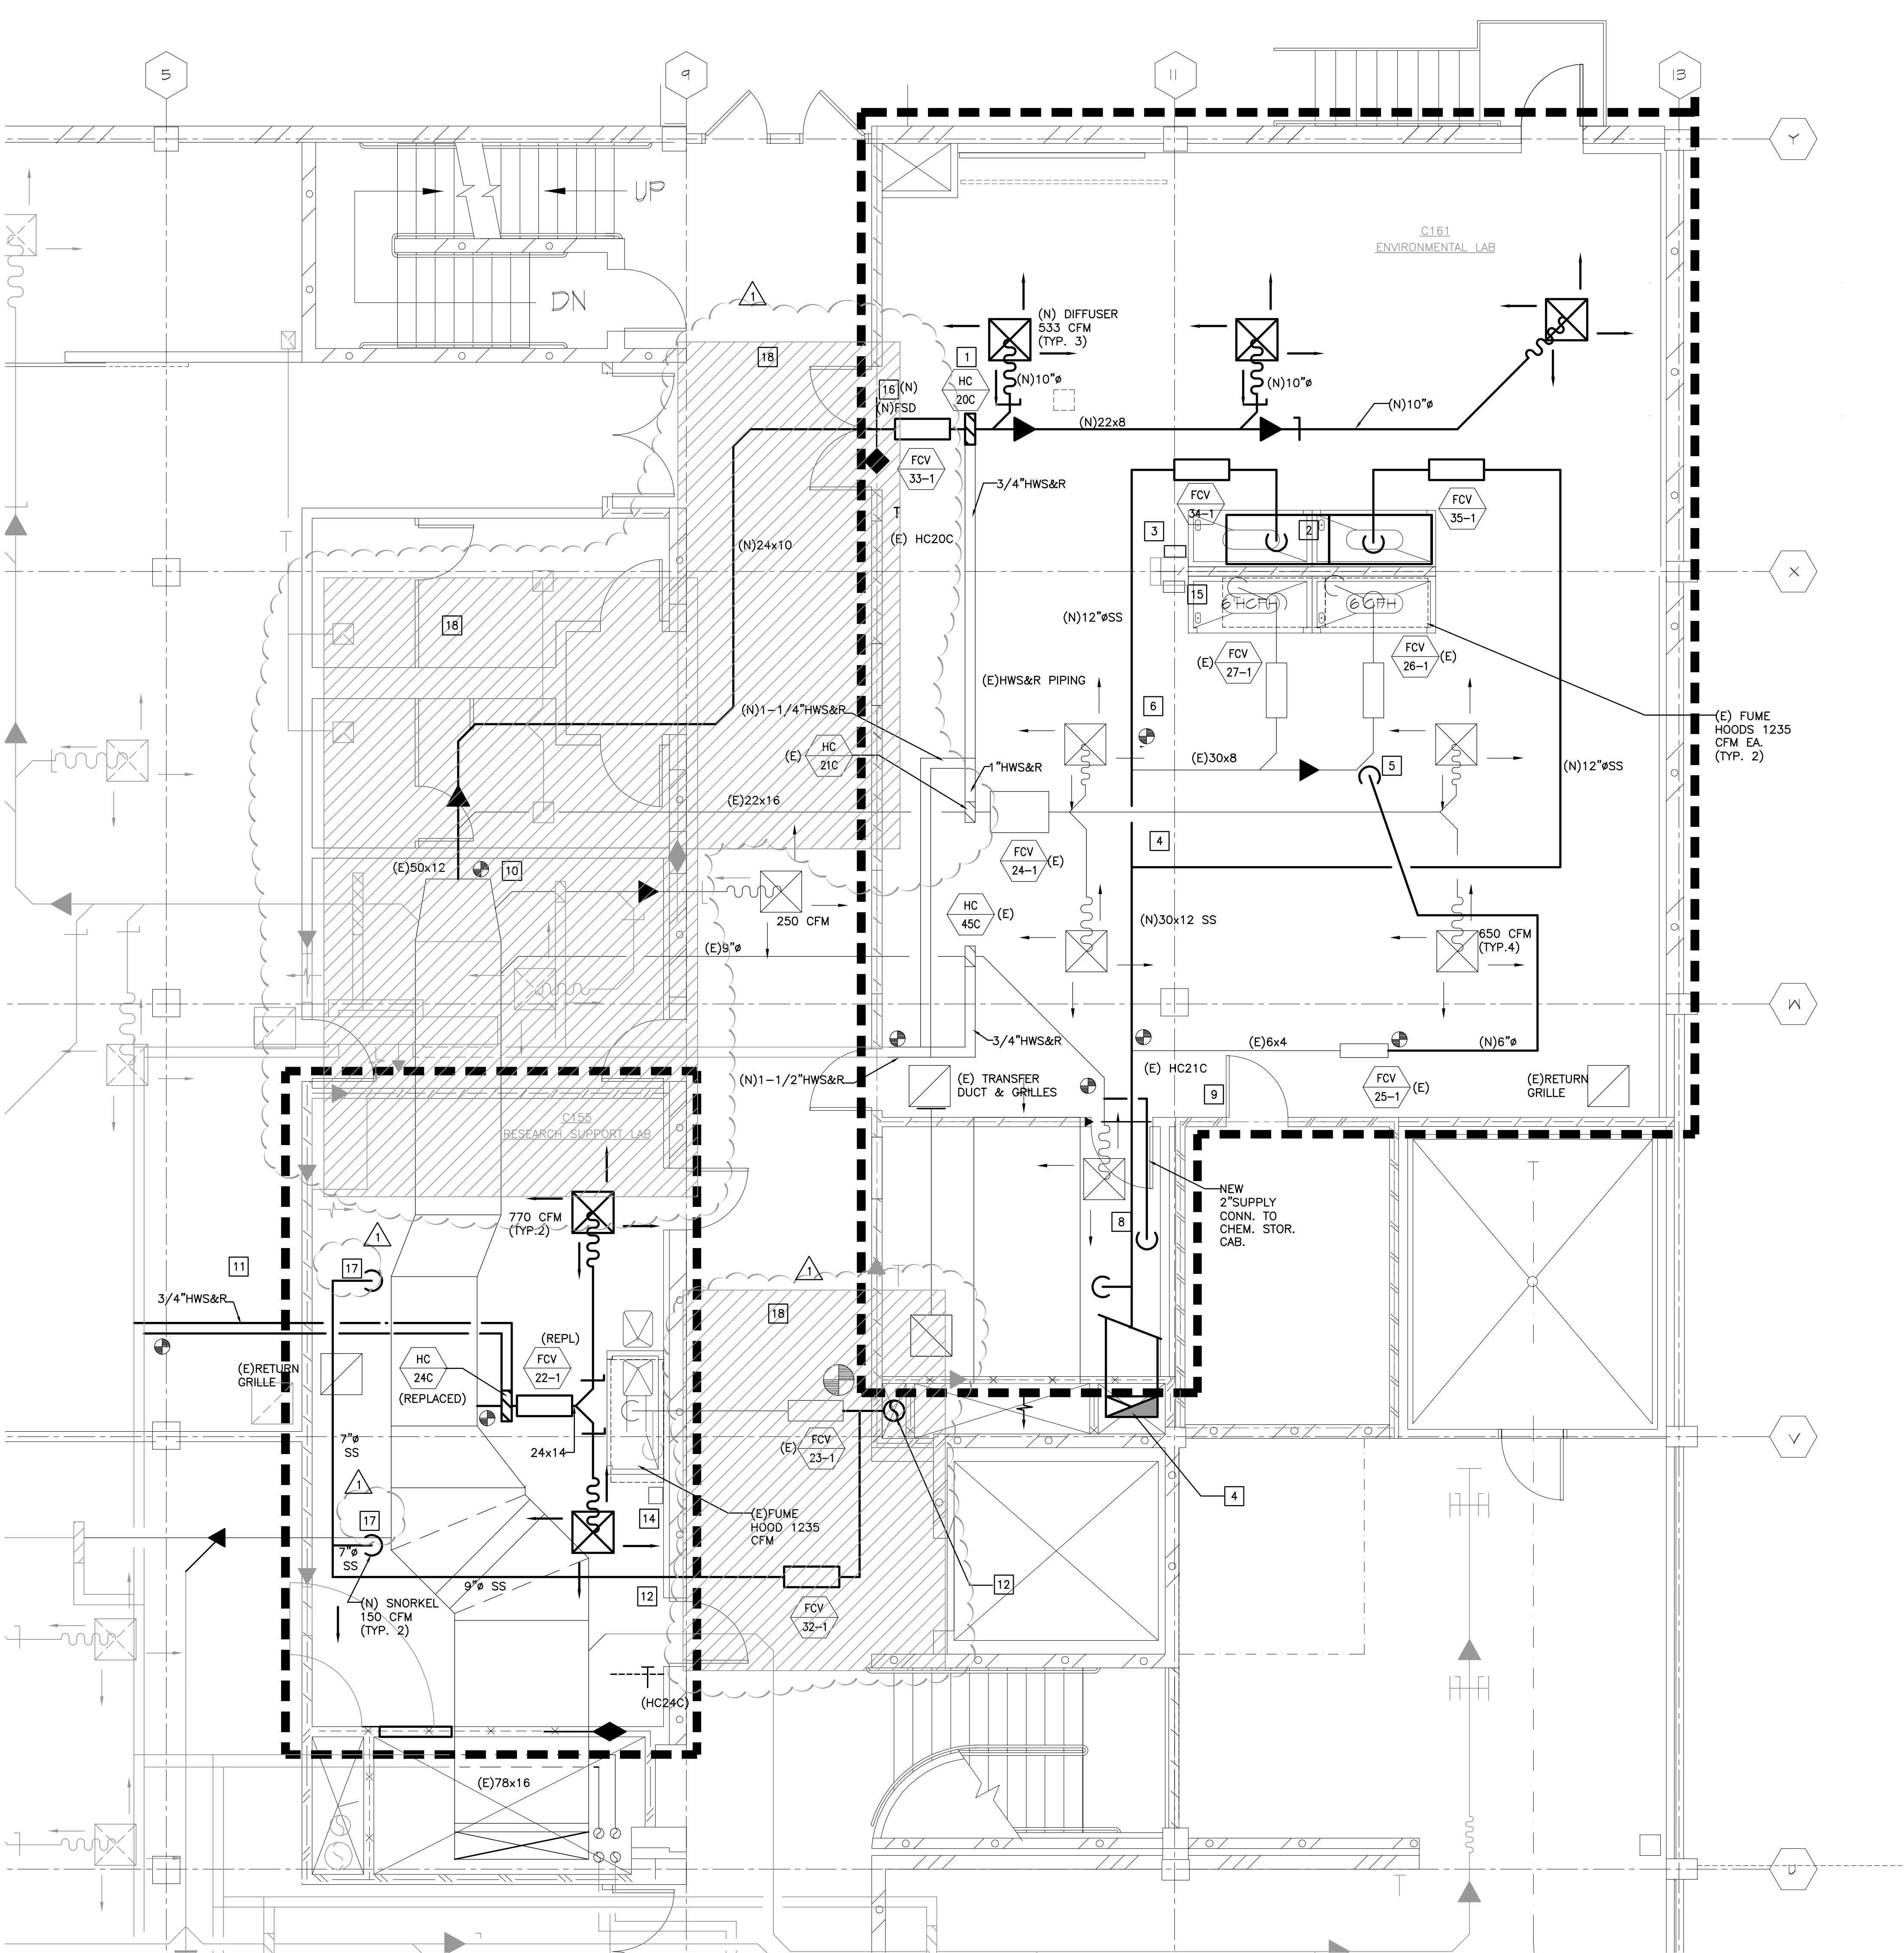 5
9
11
13
Y
UP
DN
C161
ENVIRONMENTAL LAB
1
(N) DIFFUSER
533 CFM
(TYP. 3)
18
1
16
(N)
(N)FSD
HC
20C
(N)10"ø
(N)10"ø
(N)10"ø
(N)22x8
FCV
33-1
3/4"HWS&R
FCV
34-1
FCV
35-1
T
(E) HC20C
(N)24x10
3
2
X
15
6'HCFH
6'CFH
18
(N)12"øSS
(E)
FCV
27-1
FCV
26-1
(E)
(E)HWS&R PIPING
6
(N)1-1/4"HWS&R
(E) FUME
HOODS 1235
CFM EA.
(TYP. 2)
(E)
HC
21C
1"HWS&R
(E)30x8
5
(N)12"øSS
(E)22x16
4
FCV
24-1
(E)
(E)50x12
10
HC
45C
(E)
250 CFM
(N)30x12 SS
650 CFM
(TYP.4)
(E)9"ø
W
3/4"HWS&R
(E)6x4
(N)6"ø
(E) HC21C
(N)1-1/2"HWS&R
(E) TRANSFER
DUCT & GRILLES
9
FCV
25-1
(E)
(E)RETURN
GRILLE
C155
RESEARCH SUPPORT LAB
NEW
2"SUPPLY
CONN. TO
CHEM. STOR.
CAB.
770 CFM
(TYP.2)
8
1
17
11
1
18
3/4"HWS&R
(E)RETURN
GRILLE
HC
24C
(REPLACED)
(REPL)
FCV
22-1
7"ø
SS
24x14
(E)
FCV
23-1
V
1
17
14
(E)FUME
HOOD 1235
CFM
4
7"ø
SS
9"ø SS
12
12
(N) SNORKEL
150 CFM
(TYP. 2)
FCV
32-1
T
(HC24C)
(E)78x16
U